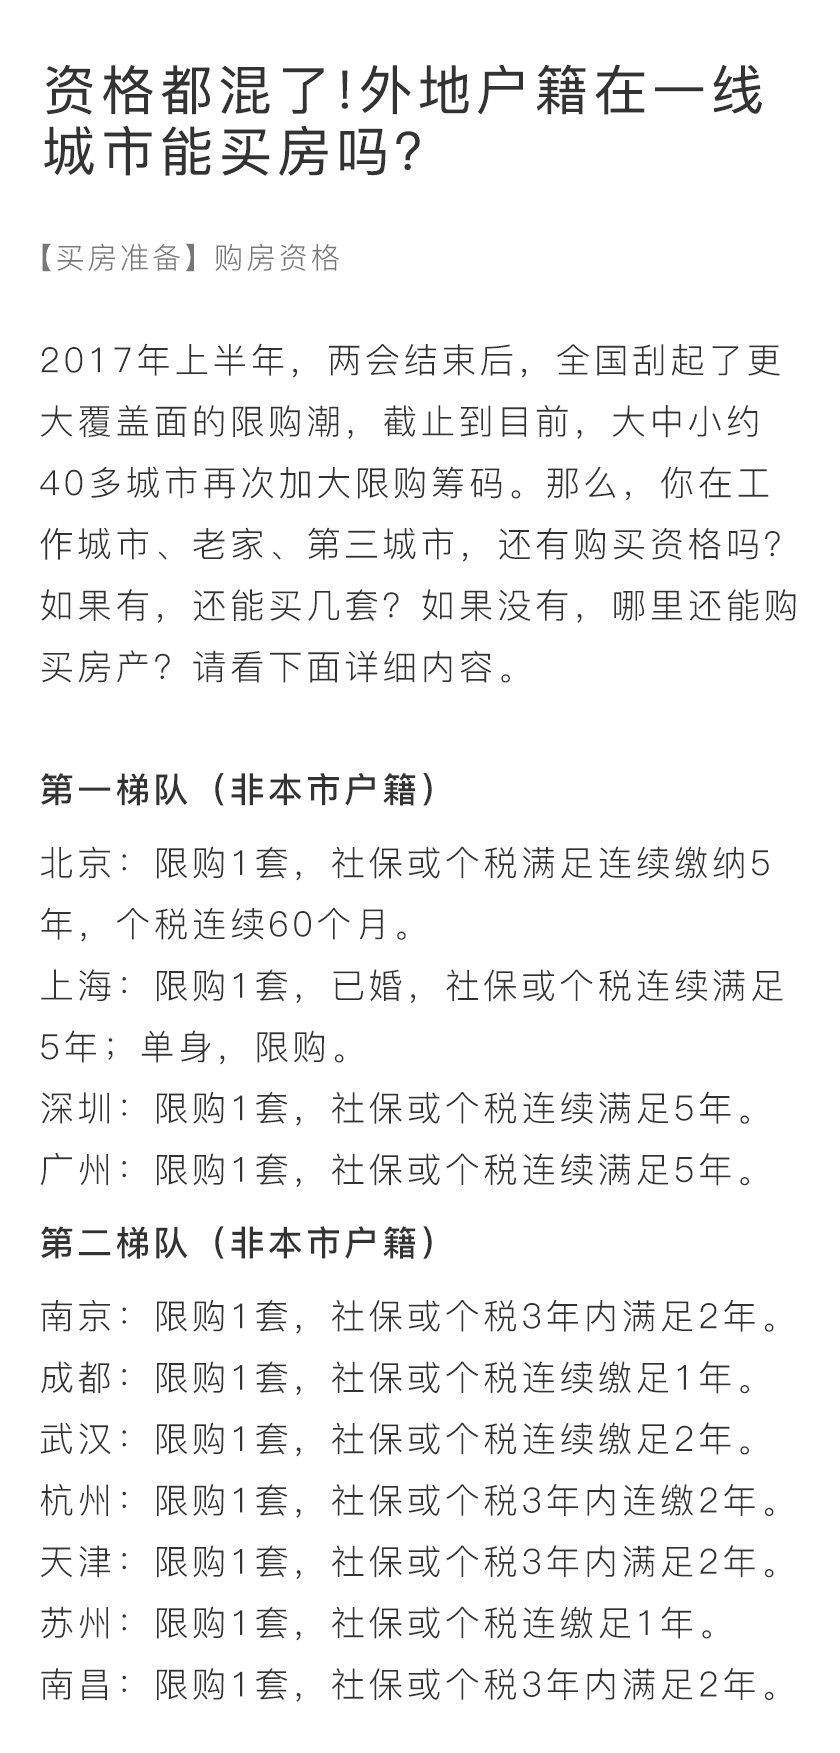 资格都混了!外地户籍在一线
城市能买房吗?
【买房准备】购房资格
2017年上半年，两会结束后，全国刮起了更
大覆盖面的限购潮，截止到目前，大中小约
40多城市再次加大限购筹码。那么，你在工
作城市、老家、第三城市，还有购买资格吗?
如果有，还能买几套? 如果没有，哪里还能购
买房产? 请看下面详细内容。
第一梯队（非本市户籍）
北京：限购1套，社保或个税满足连续缴纳5
年，个税连续60个月。
上海：限购1套，已婚，社保或个税连续满足
5年；单身，限购。
深圳：限购1套，社保或个税连续满足5年。
广州：限购1套，社保或个税连续满足5年。
第二梯队（非本市户籍）
南京：限购1套，社保或个税3年内满足2年。
成都：限购1套，社保或个税连续缴足1年。
武汉：限购1套，社保或个税连续缴足2年。
杭州：限购1套，社保或个税3年内连缴2年。
天津：限购1套，社保或个税3年内满足2年。
苏州：限购1套，社保或个税连缴足1年。
南昌：限购1套，社保或个税3年内满足2年。